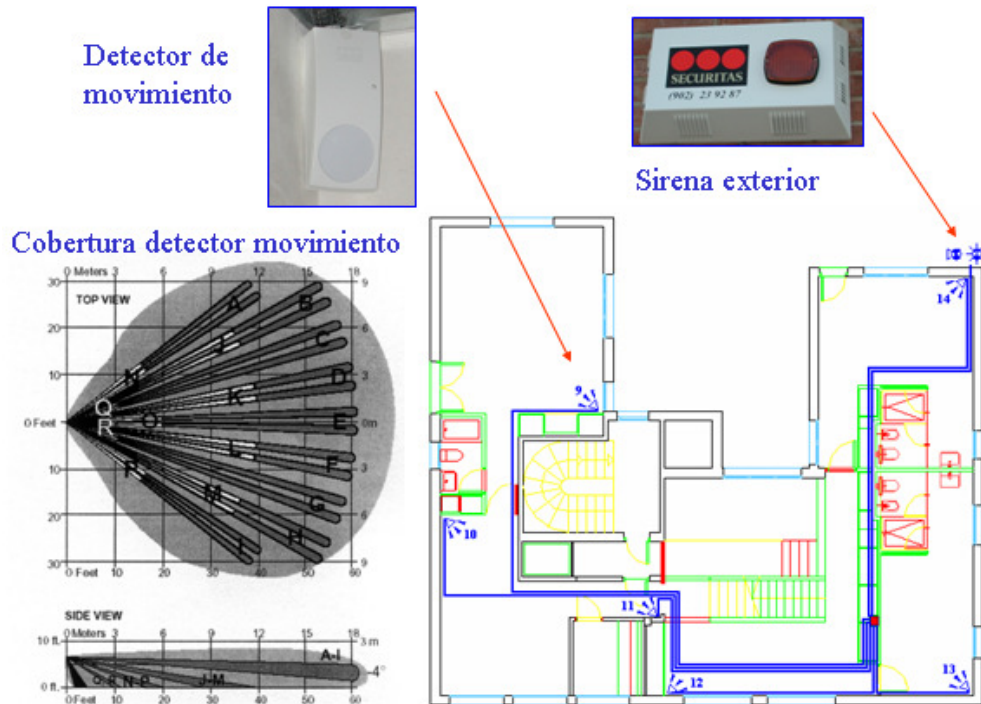 Detector de
movimiento
SECURITAS
(902) 23 92 87
Sirena exterior
Cobertura detector movimiento
0 Meters 3 6 9 12 15 18
TOP VIEW
30 9
20 6
10 3
0 Feet 0m
10 3
20 6
30 9
0 Feet 10 20 30 40 50 60
A
B
C
J
D
N
K
Q
O
E
R
L
F
P
M
G
H
I
SIDE VIEW
0 Meters 3 6 9 12 15 18
10 ft. 3 m
A-I
-4°
Q R N-P J-M
0 ft.
0 Feet 10 20 30 40 50 60
14
9
10
11
12
13